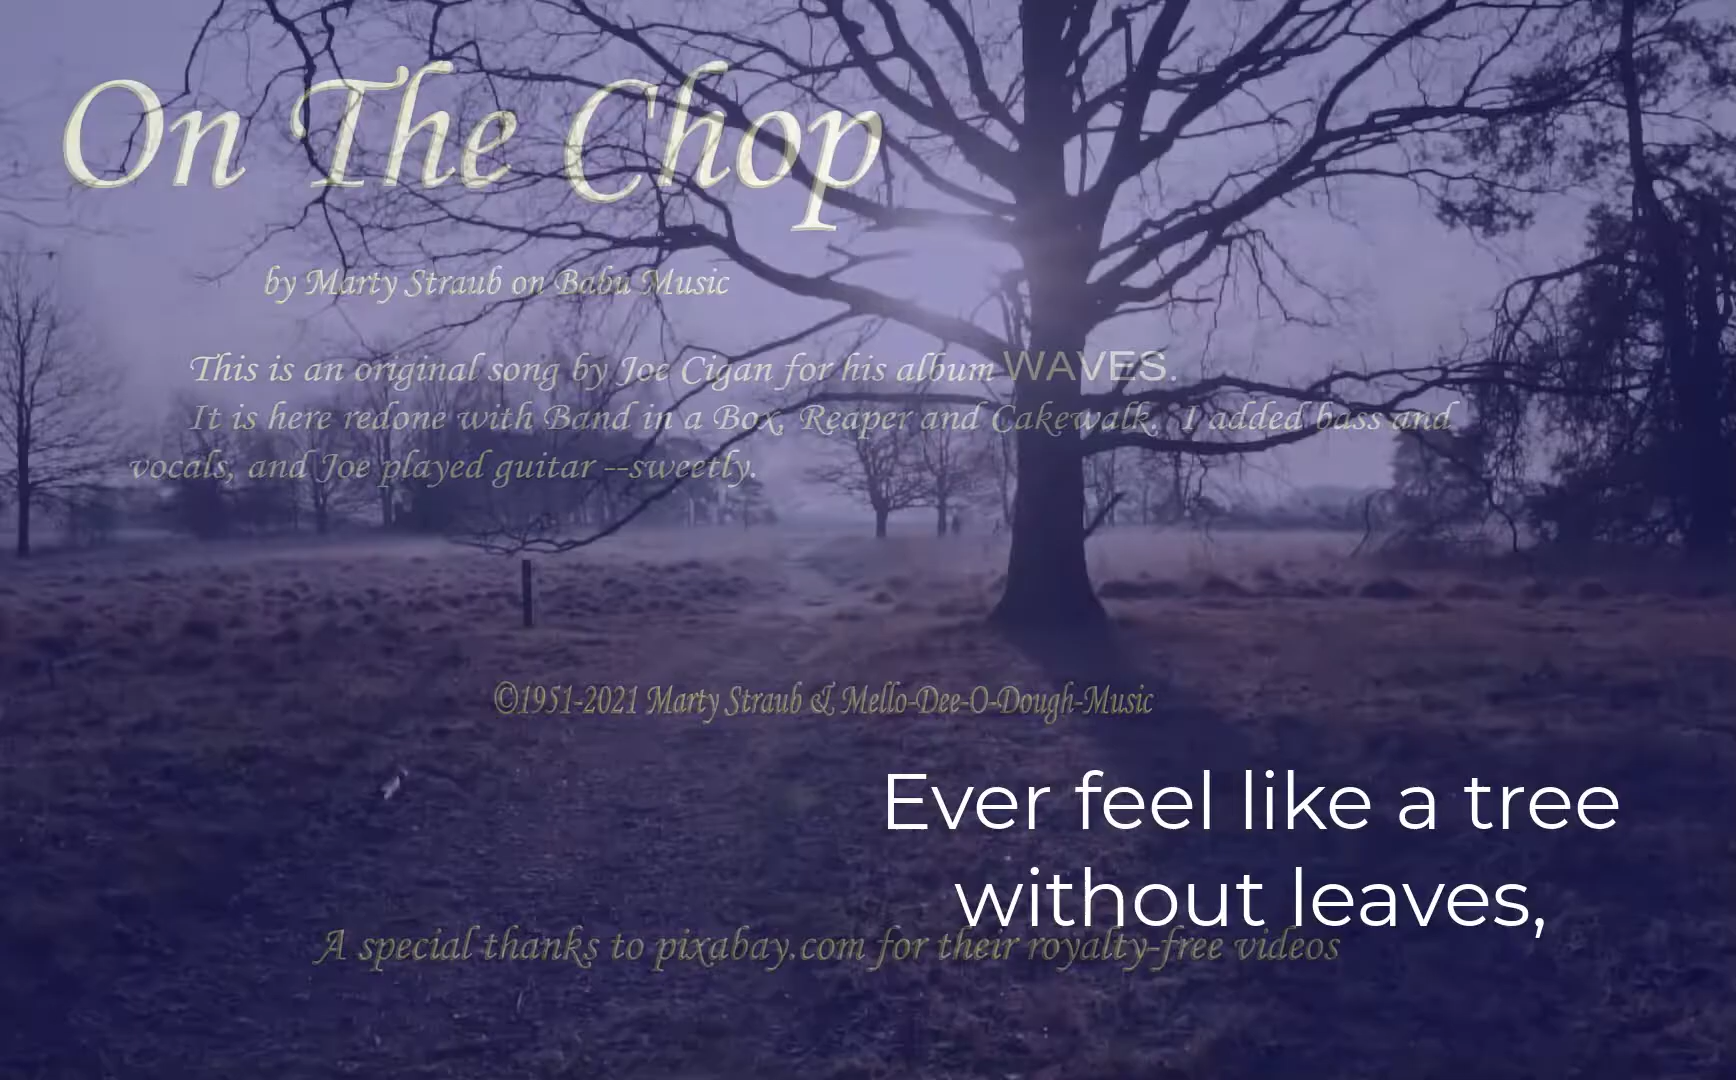 On The Chop
by Marty Straub on Babu Music
This is an original song by Joe Cigan for his album WAVES.
It is here redone with Band in a Box, Reaper and Cakewalk. I added bass and
vocals, and Joe played guitar --sweetly.
©1951-2021 Marty Straub & Mello-Dee-O-Dough-Music
Ever feel like a tree
without leaves,
A special thanks to pixabay.com for their royalty-free videos